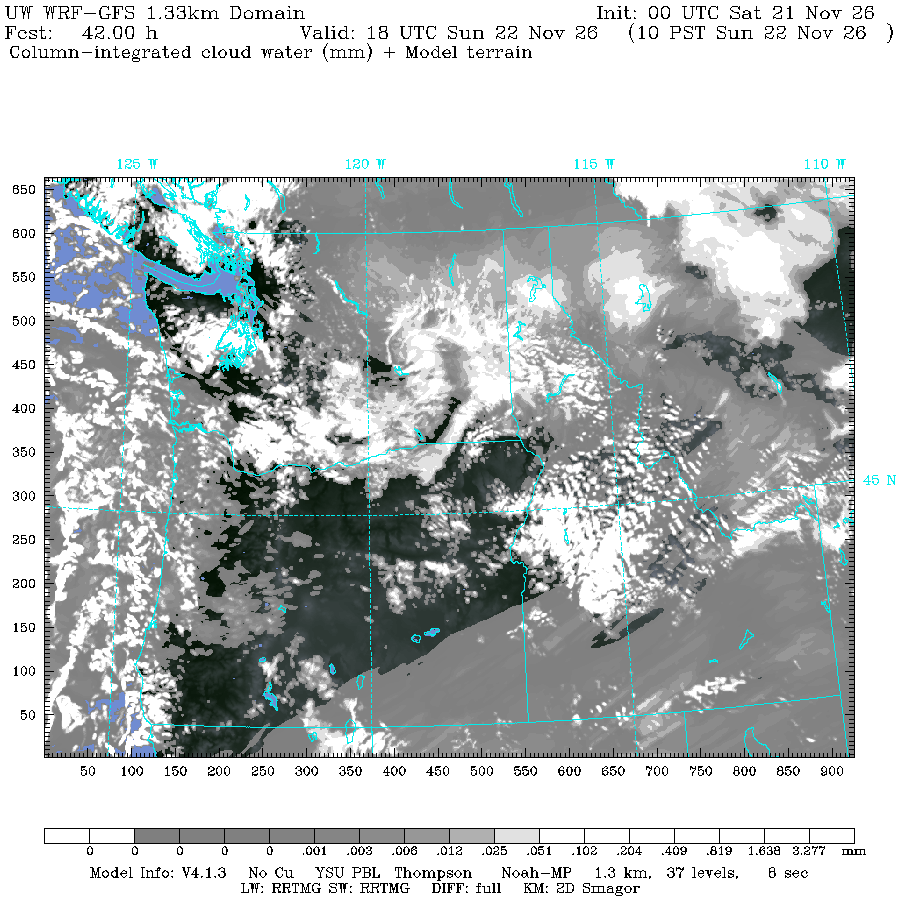 UW WRF-GFS 1.33km Domain Init: 00 UTC Sat 21 Nov 26
Fcst: 42.00 h Valid: 18 UTC Sun 22 Nov 26 (10 PST Sun 22 Nov 26 )
Column-integrated cloud water (mm) + Model terrain
125 W 120 W 115 W 110 W
650
600
550
500
450
400
350
45 N
300
250
200
150
100
50
50 100 150 200 250 300 350 400 450 500 550 600 650 700 750 800 850 900
0 0 0 0 0 .001 .003 .006 .012 .025 .051 .102 .204 .409 .819 1.638 3.277 mm
Model Info: V4.1.3 No Cu YSU PBL Thompson Noah-MP 1.3 km, 37 levels, 8 sec
LW: RRTMG SW: RRTMG DIFF: full KM: 2D Smagor